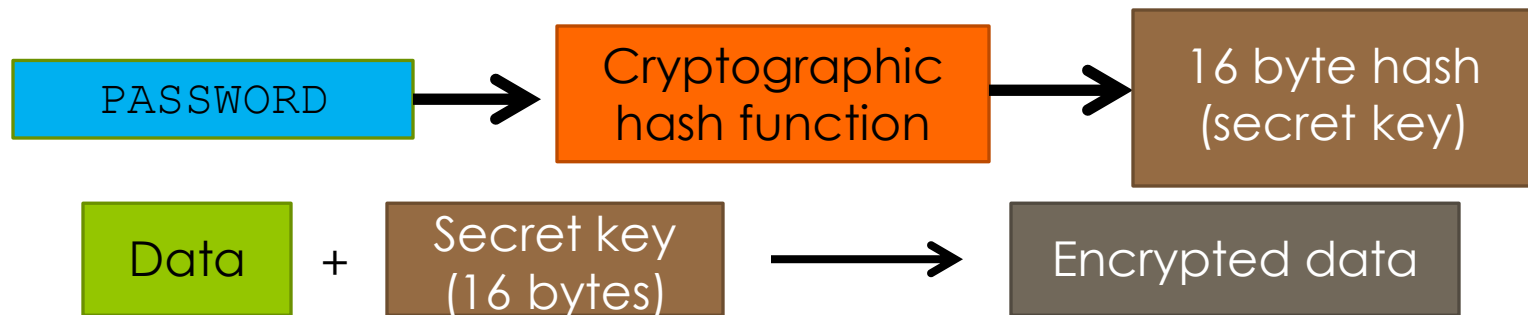 PASSWORD
Cryptographic
hash function
16 byte hash
(secret key)
Data
+
Secret key
(16 bytes)
Encrypted data